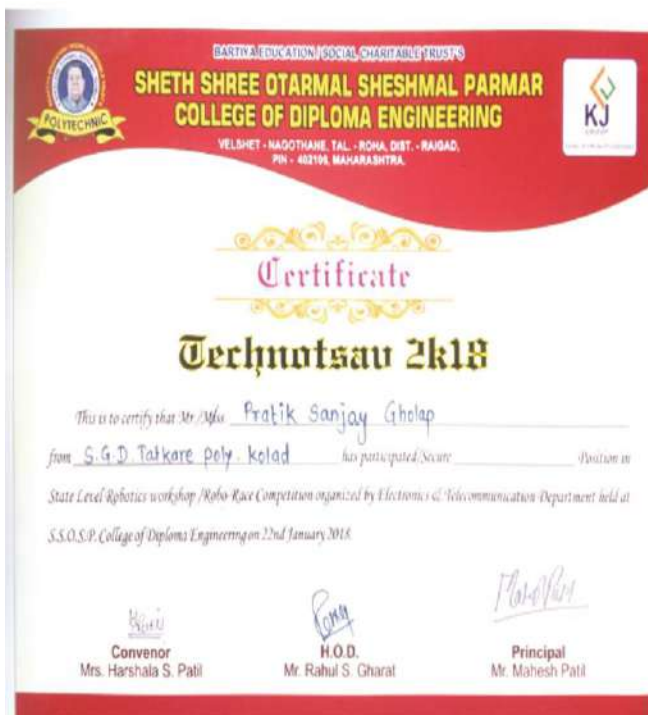 BARTIYA EDUCATION / SOCIAL CHARITABLE TRUST'S
SHETH SHREE OTARMAL SHESHMAL PARMAR
COLLEGE OF DIPLOMA ENGINEERING
VELSHET - NAGOTHANE, TAL. - ROHA, DIST. - RAIGAD,
PIN - 402106, MAHARASHTRA.
POLYTECHNIC
KJ
GROUP
Certificate
Technotsav 2k18
This is to certify that Mr /Miss Pratik Sanjay Gholap
from S.G.D. Tatkare poly. kolad has participated/Secure Position in
State Level Robotics workshop /Robo Race Competition organized by Electronics & Telecommunication Department held at
S.S.O.S.P. College of Diploma Engineering on 22nd January 2018.
Convenor
Mrs. Harshala S. Patil
H.O.D.
Mr. Rahul S. Gharat
Principal
Mr. Mahesh Patil